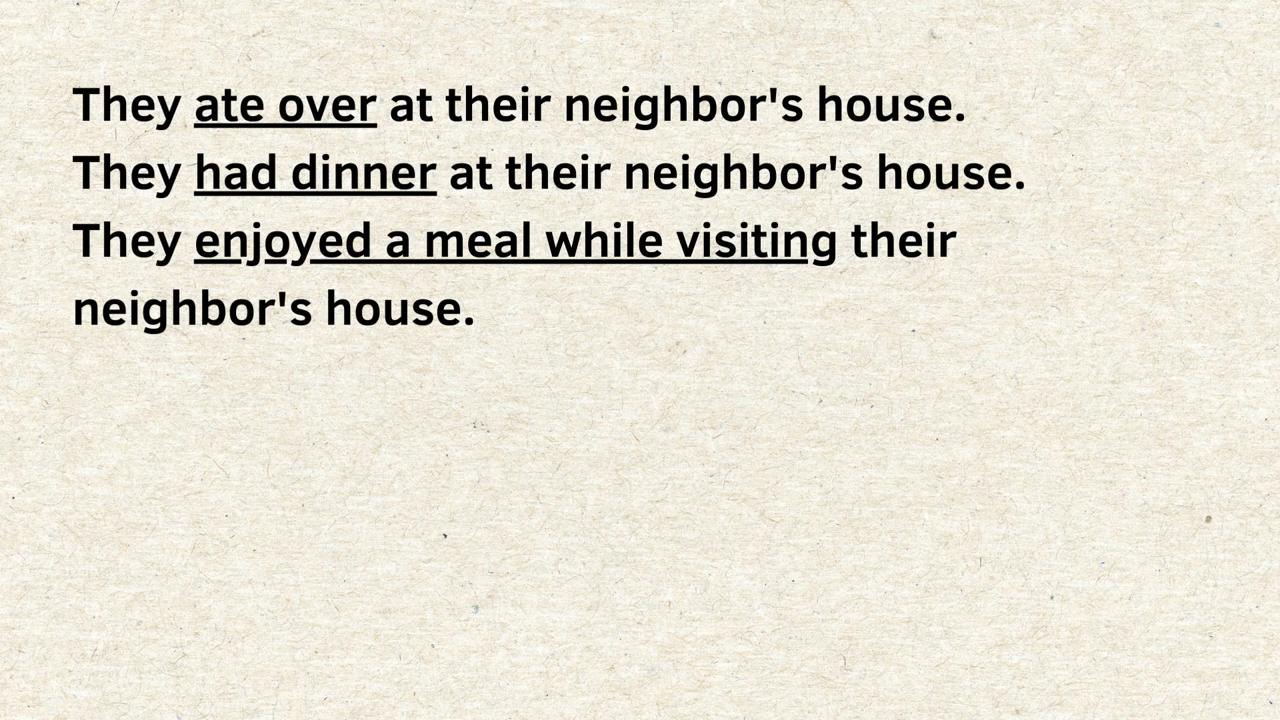 They ate over at their neighbor's house.
They had dinner at their neighbor's house.
They enjoyed a meal while visiting their
neighbor's house.